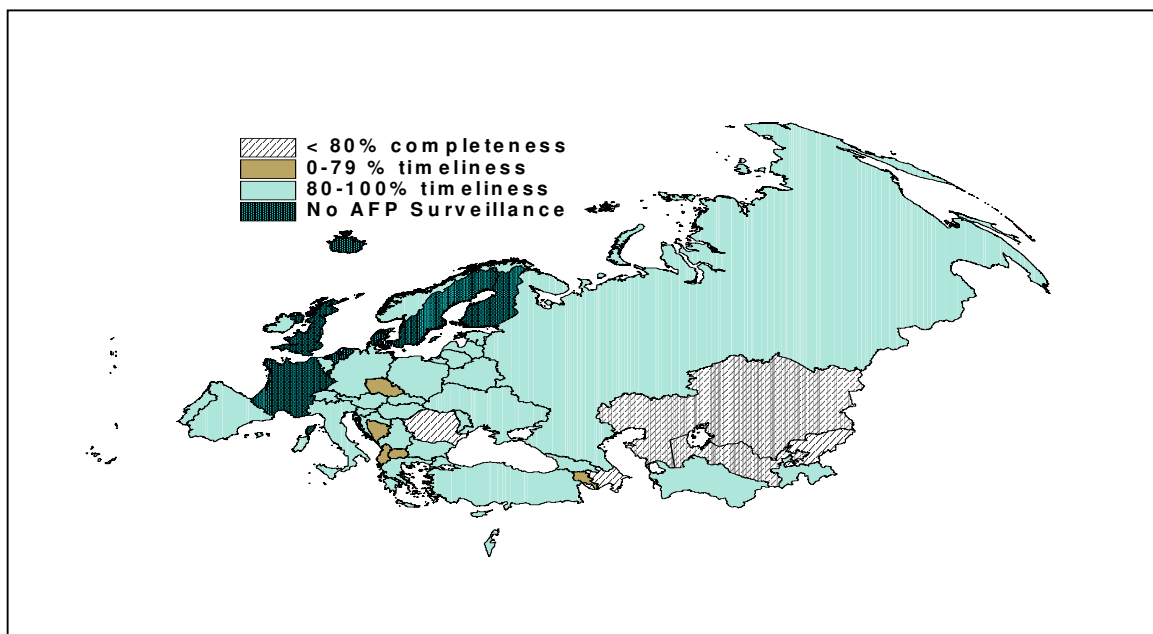 < 80% completeness
0-79 % timeliness
80-100% timeliness
No AFP Surveillance